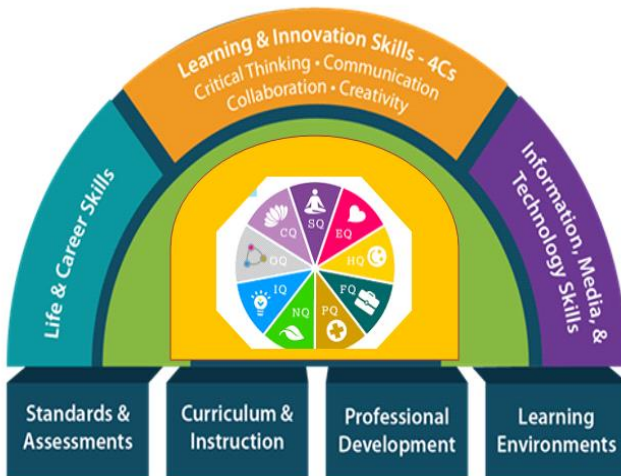 Learning & Innovation Skills - 4Cs
Critical Thinking • Communication
Collaboration • Creativity
Life & Career Skills
Information, Media, &
Technology Skills
SQ
CQ
EQ
OQ
HQ
IQ
FQ
NQ
PQ
Standards &
Assessments
Curriculum &
Instruction
Professional
Development
Learning
Environments